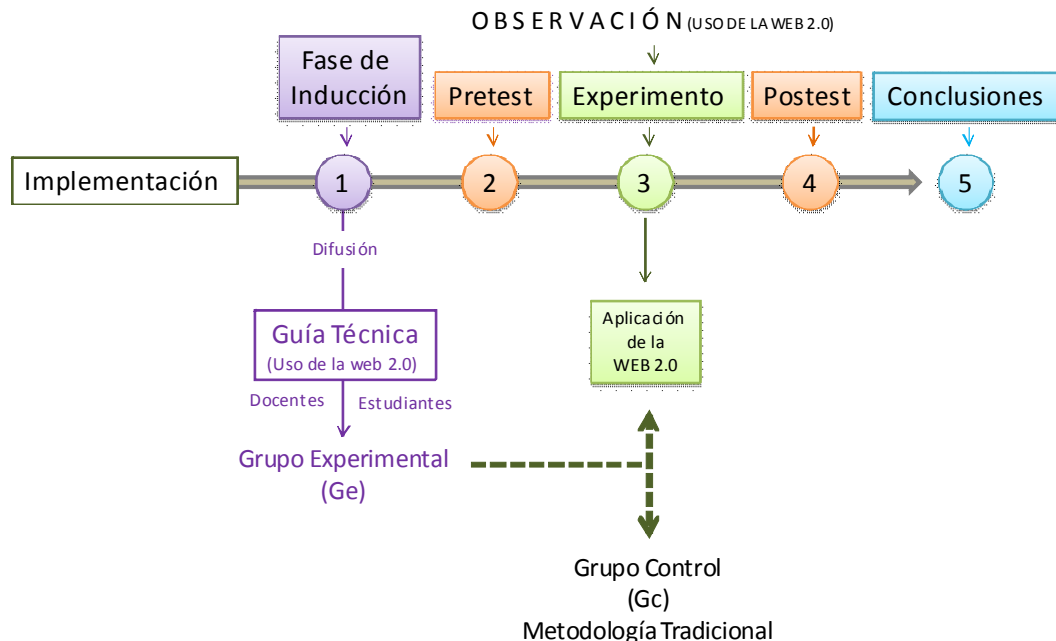 O B S E R V A C I Ó N (USO DE LA WEB 2.0)
Fase de
Inducción
Pretest
Experimento
Postest
Conclusiones
Implementación
1
2
3
4
5
Difusión
Guía Técnica
(Uso de la web 2.0)
Docentes
Estudiantes
Grupo Experimental
(Ge)
Aplicación
de la
WEB 2.0
Grupo Control
(Gc)
Metodología Tradicional